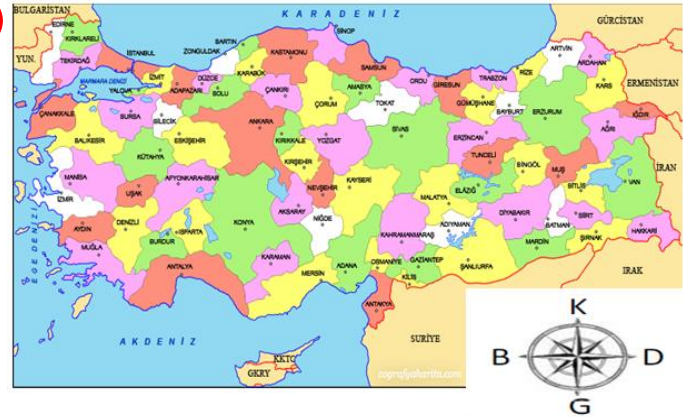 BULGARİSTAN
KARADENİZ
GÜRCİSTAN
EDİRNE
KIRKLARELİ
YUN.
TEKİRDAĞ
İSTANBUL
MARMARA DENİZİ
YALOVA
İZMİT
ADAPAZARI
DÜZCE
BOLU
ZONGULDAK
BARTIN
KARABÜK
KASTAMONU
SİNOP
ÇANKIRI
ÇORUM
SAMSUN
AMASYA
TOKAT
ORDU
GİRESUN
TRABZON
GÜMÜŞHANE
RİZE
BAYBURT
ARTVİN
ARDAHAN
KARS
ERMENİSTAN
IĞDIR
ERZURUM
AĞRI
ÇANAKKALE
BURSA
BİLECİK
BALIKESİR
ESKİŞEHİR
KÜTAHYA
ANKARA
KIRIKKALE
YOZGAT
SİVAS
ERZİNCAN
TUNCELİ
BİNGÖL
MUŞ
BİTLİS
VAN
İRAN
MANİSA
İZMİR
UŞAK
AFYONKARAHİSAR
KIRŞEHİR
NEVŞEHİR
KAYSERİ
MALATYA
ELAZIĞ
DİYABAKIR
BATMAN
SİİRT
ŞIRNAK
HAKKARİ
EGE DENİZİ
AYDIN
DENİZLİ
MUĞLA
BURDUR
ISPARTA
KONYA
AKSARAY
NİĞDE
KARAMAN
ANTALYA
MERSİN
ADANA
OSMANİYE
KAHRAMANMARAŞ
ADIYAMAN
GAZİANTEP
KİLİS
ŞANLIURFA
MARDİN
ANTAKYA
IRAK
SURİYE
AKDENİZ
KKTC
GKRY
cografyaharita.com
K
B
D
G